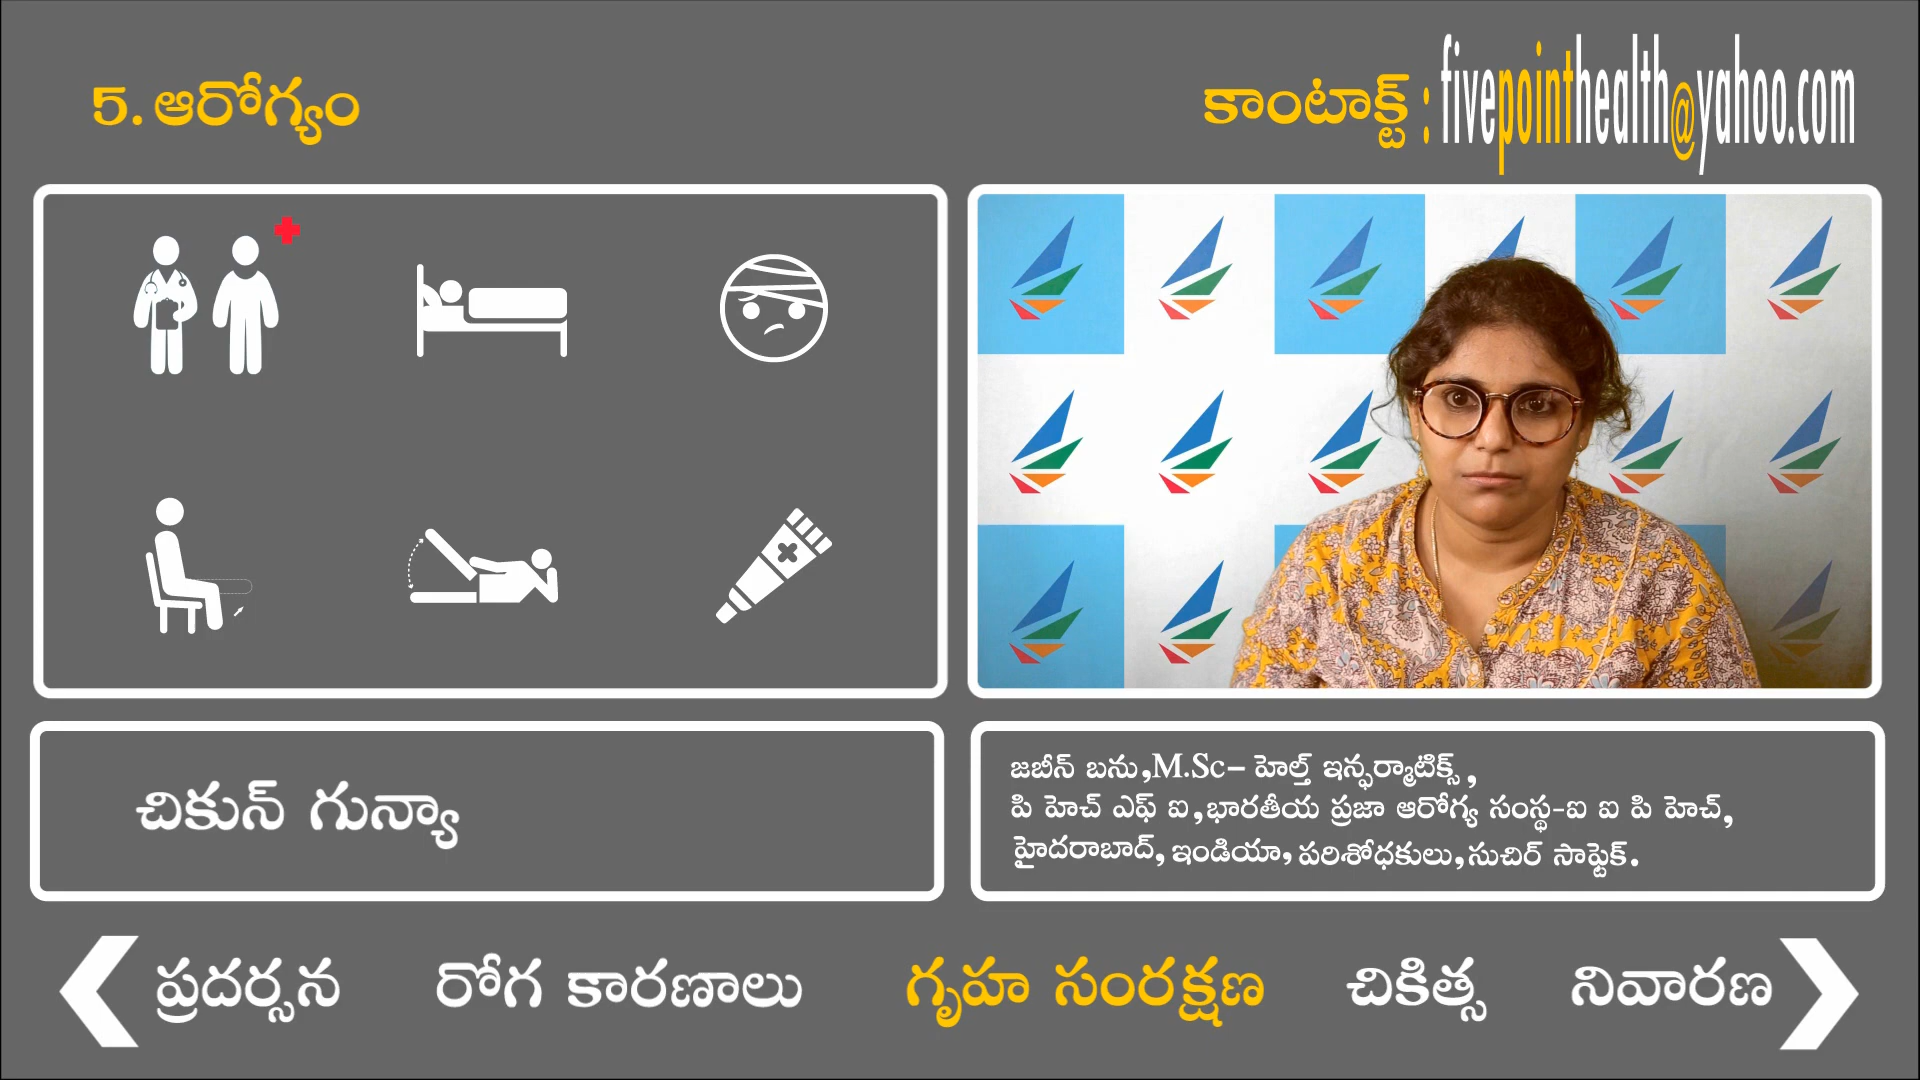 5. ఆరోగ్యం
కాంటాక్ట్ : fivepointhealth@yahoo.com
చికున్ గున్యా
జబీన్ బను,M.Sc– హెల్త్ ఇన్ఫర్మాటిక్స్,
పి హెచ్ ఎఫ్ ఐ,భారతీయ ప్రజా ఆరోగ్య సంస్థ-ఐ ఐ పి హెచ్,
హైదరాబాద్, ఇండియా, పరిశోధకులు,సుచిర్ సాఫ్టెక్.
ప్రదర్సన రోగ కారణాలు గృహ సంరక్షణ చికిత్స నివారణ